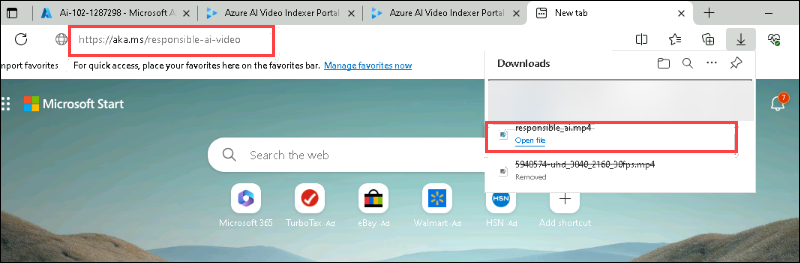 Ai-102-1287298 - Microsoft A
Azure AI Video Indexer Portal
Azure AI Video Indexer Portal
New tab
https://aka.ms/responsible-ai-video
mport favorites
For quick access, place your favorites here on the favorites bar. Manage favorites now
Downloads
Microsoft Start
7
responsible_ai.mp4
Open file
Search the web
5940574-uhd_3840_2160_30fps.mp4
Removed
Microsoft 365
TurboTax · Ad
eBay · Ad
Walmart · Ad
HSN · Ad
Add shortcut